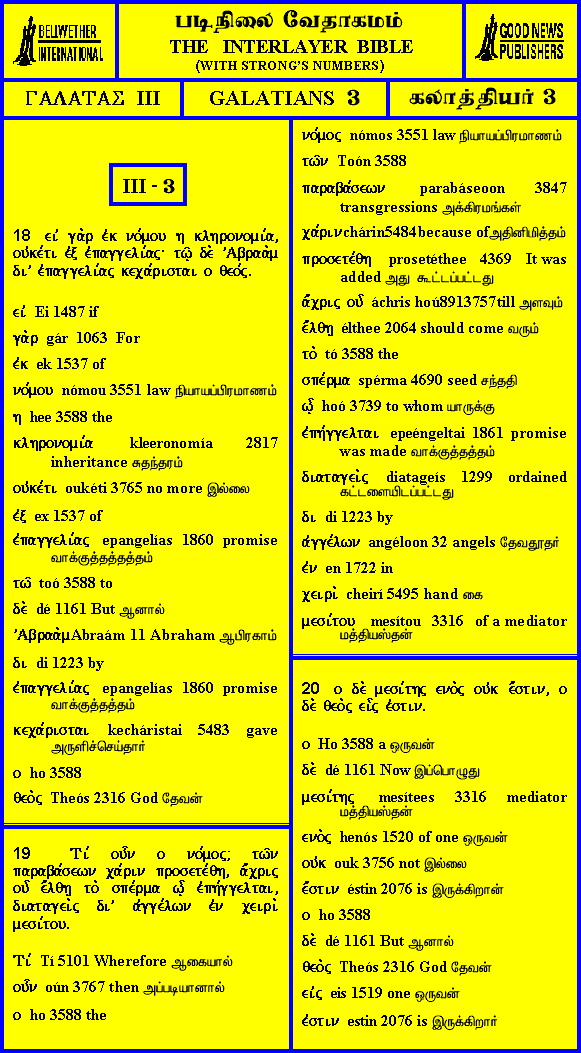 BELLWETHER
INTERNATIONAL
படிநிலை வேதாகமம்
THE INTERLAYER BIBLE
(WITH STRONG'S NUMBERS)
GOOD NEWS
PUBLISHERS
ΓΑΛΑΤΑΣ III
GALATIANS 3
கலாத்தியர் 3
III - 3
18 εἰ γὰρ ἐκ νόμου η κληρονομία,
οὐκέτι ἐξ ἐπαγγελίας· τῷ δὲ Ἀβραὰμ
δι’ ἐπαγγελίας κεχάρισται ο θεός.
εἰ Ei 1487 if
γὰρ gár 1063 For
ἐκ ek 1537 of
νόμου nómou 3551 law நியாயப்பிரமாணம்
η hee 3588 the
κληρονομία kleeronomía 2817
inheritance சுதந்தரம்
οὐκέτι oukéti 3765 no more இல்லை
ἐξ ex 1537 of
ἐπαγγελίας epangelías 1860 promise
வாக்குத்தத்தத்தம்
τῶ toó 3588 to
δὲ dé 1161 But ஆனால்
Ἀβραὰμ Abraám 11 Abraham ஆபிரகாம்
δι di 1223 by
ἐπαγγελίας epangelías 1860 promise
வாக்குத்தத்தம்
κεχάρισται kecháristai 5483 gave
அருளிச்செய்தார்
ο ho 3588
θεὸς Theós 2316 God தேவன்
19 Τί οὖν ο νόμος; τῶν
παραβάσεων χάριν προσετέθη, ἄχρις
οὗ ἔλθη τὸ σπέρμα ᾧ ἐπήγγελται,
διαταγεὶς δι’ ἀγγέλων ἐν χειρὶ
μεσίτου.
Τί Tí 5101 Wherefore ஆகையால்
οὖν oún 3767 then அப்படியானால்
ο ho 3588 the
νόμος nómos 3551 law நியாயப்பிரமாணம்
τῶν Toón 3588
παραβάσεων parabáseoon 3847
transgressions அக்கிரமங்கள்
χάριν chárin5484because of அதினிமித்தம்
προσετέθη prosetéthee 4369 It was
added அது கூட்டப்பட்டது
ἄχρις οὗ áchris hoú8913757till அளவும்
ἔλθη élthee 2064 should come வரும்
τὸ tó 3588 the
σπέρμα spérma 4690 seed சந்ததி
ᾧ hoó 3739 to whom யாருக்கு
ἐπήγγελται epeéngeltai 1861 promise
was made வாக்குத்தத்தம்
διαταγεὶς diatageís 1299 ordained
கட்டளையிடப்பட்டது
δι di 1223 by
ἀγγέλων angéloon 32 angels தேவதூதர்
ἐν en 1722 in
χειρὶ cheirí 5495 hand கை
μεσίτου mesítou 3316 of a mediator
மத்தியஸ்தன்
20 ο δὲ μεσίτης ενὸς οὐκ ἔστιν, ο
δὲ θεὸς εἷς ἐστιν.
ο Ho 3588 a ஒருவன்
δὲ dé 1161 Now இப்பொழுது
μεσίτης mesítees 3316 mediator
மத்தியஸ்தன்
ενὸς henós 1520 of one ஒருவன்
οὐκ ouk 3756 not இல்லை
ἔστιν éstin 2076 is இருக்கிறான்
ο ho 3588
δὲ dé 1161 But ஆனால்
θεὸς Theós 2316 God தேவன்
εἰς eis 1519 one ஒருவன்
ἐστιν estin 2076 is இருக்கிறார்